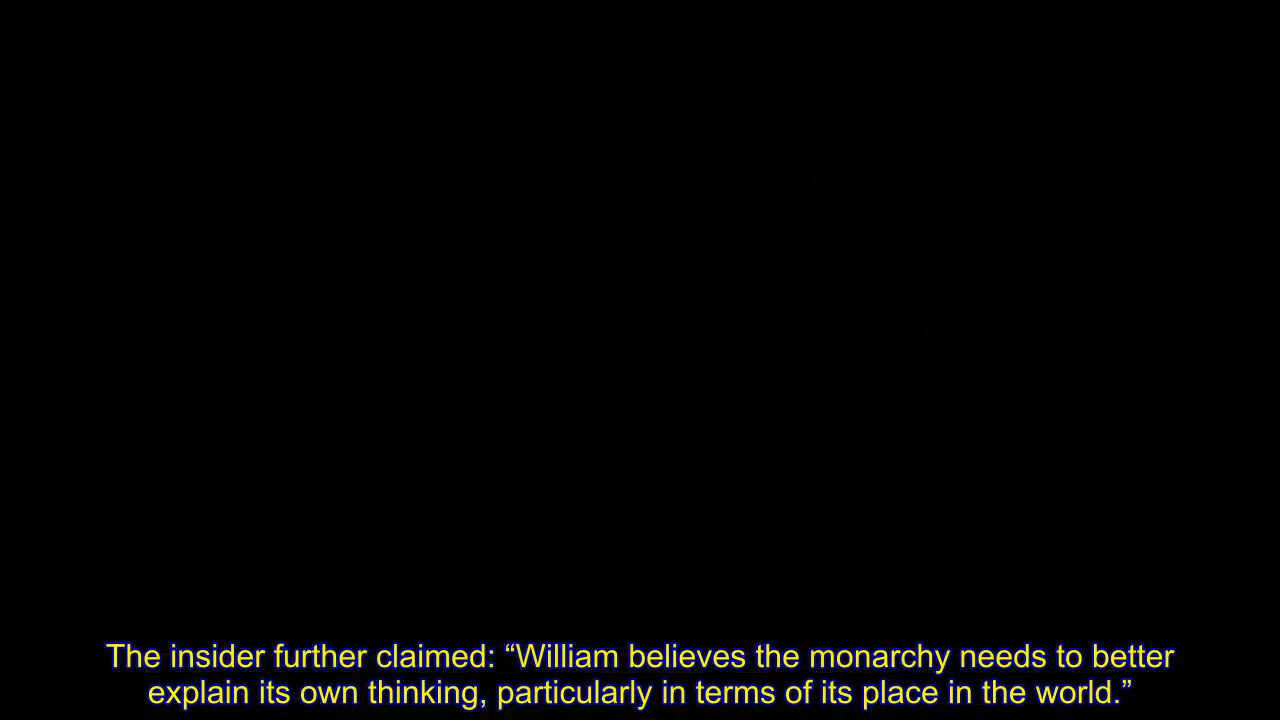 The insider further claimed: “William believes the monarchy needs to better
explain its own thinking, particularly in terms of its place in the world.”